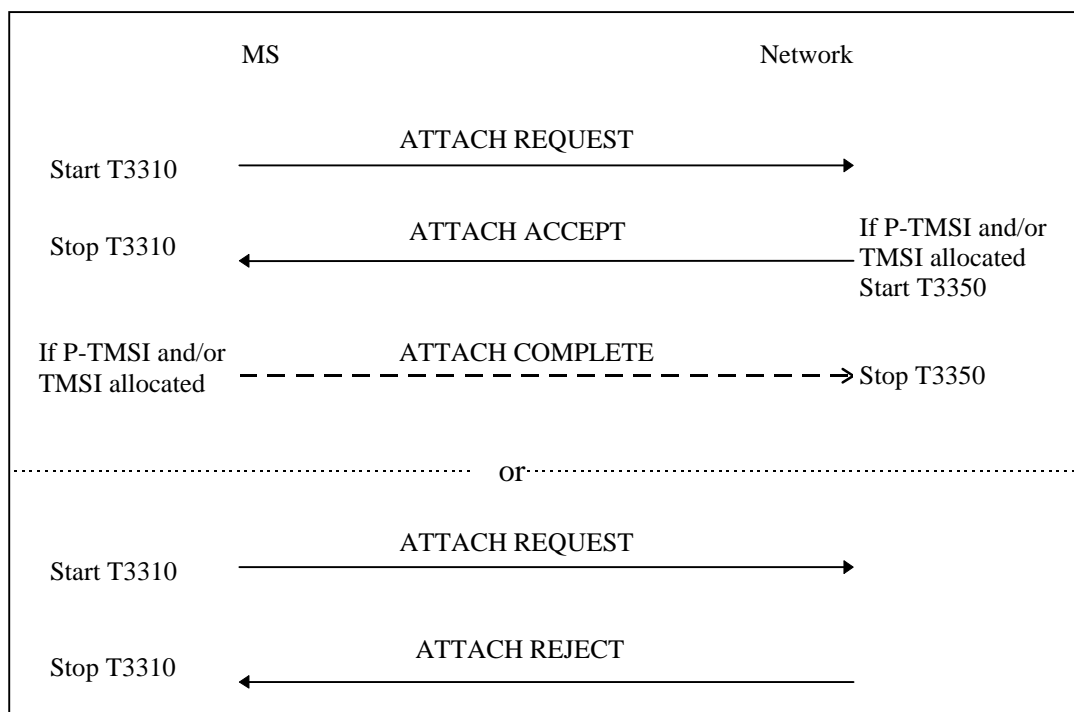 MS Network
ATTACH REQUEST
Start T3310
ATTACH ACCEPT
Stop T3310
If P-TMSI and/or
TMSI allocated
Start T3350
If P-TMSI and/or
TMSI allocated
ATTACH COMPLETE
Stop T3350
or
ATTACH REQUEST
Start T3310
ATTACH REJECT
Stop T3310